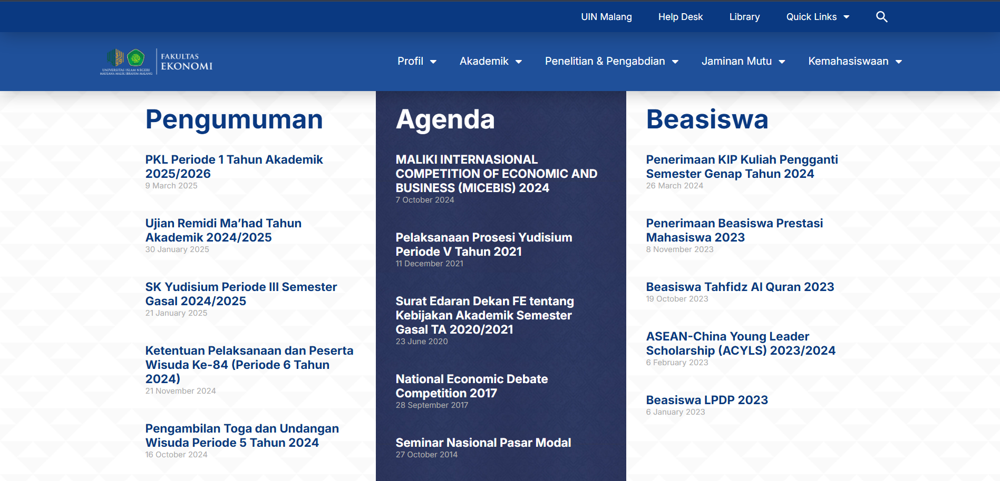 UIN Malang
Help Desk
Library
Quick Links
UNIVERSITAS ISLAM NEGERI
MAULANA MALIK IBRAHIM MALANG
FAKULTAS
EKONOMI
Profil
Akademik
Penelitian & Pengabdian
Jaminan Mutu
Kemahasiswaan
Pengumuman
PKL Periode 1 Tahun Akademik
2025/2026
9 March 2025
Ujian Remidi Ma’had Tahun
Akademik 2024/2025
30 January 2025
SK Yudisium Periode III Semester
Gasal 2024/2025
21 January 2025
Ketentuan Pelaksanaan dan Peserta
Wisuda Ke-84 (Periode 6 Tahun
2024)
21 November 2024
Pengambilan Toga dan Undangan
Wisuda Periode 5 Tahun 2024
16 October 2024
Agenda
MALIKI INTERNASIONAL
COMPETITION OF ECONOMIC AND
BUSINESS (MICEBIS) 2024
7 October 2024
Pelaksanaan Prosesi Yudisium
Periode V Tahun 2021
11 December 2021
Surat Edaran Dekan FE tentang
Kebijakan Akademik Semester
Gasal TA 2020/2021
23 June 2020
National Economic Debate
Competition 2017
28 September 2017
Seminar Nasional Pasar Modal
27 October 2014
Beasiswa
Penerimaan KIP Kuliah Pengganti
Semester Genap Tahun 2024
26 March 2024
Penerimaan Beasiswa Prestasi
Mahasiswa 2023
8 November 2023
Beasiswa Tahfidz Al Quran 2023
19 October 2023
ASEAN-China Young Leader
Scholarship (ACYLS) 2023/2024
6 February 2023
Beasiswa LPDP 2023
6 January 2023